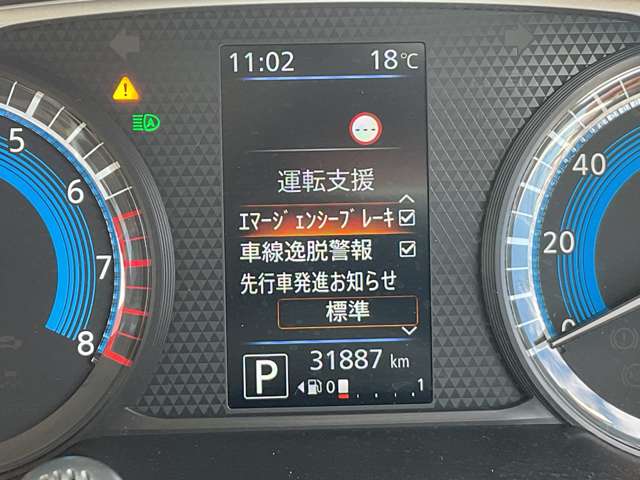 11:02 18℃
運転支援
ｴﾏｰｼﾞｪﾝｼｰﾌﾞﾚｰｷ
車線逸脱警報
先行車発進お知らせ
標準
P 31887 km
0 1
5
6
7
8
A
40
20
0